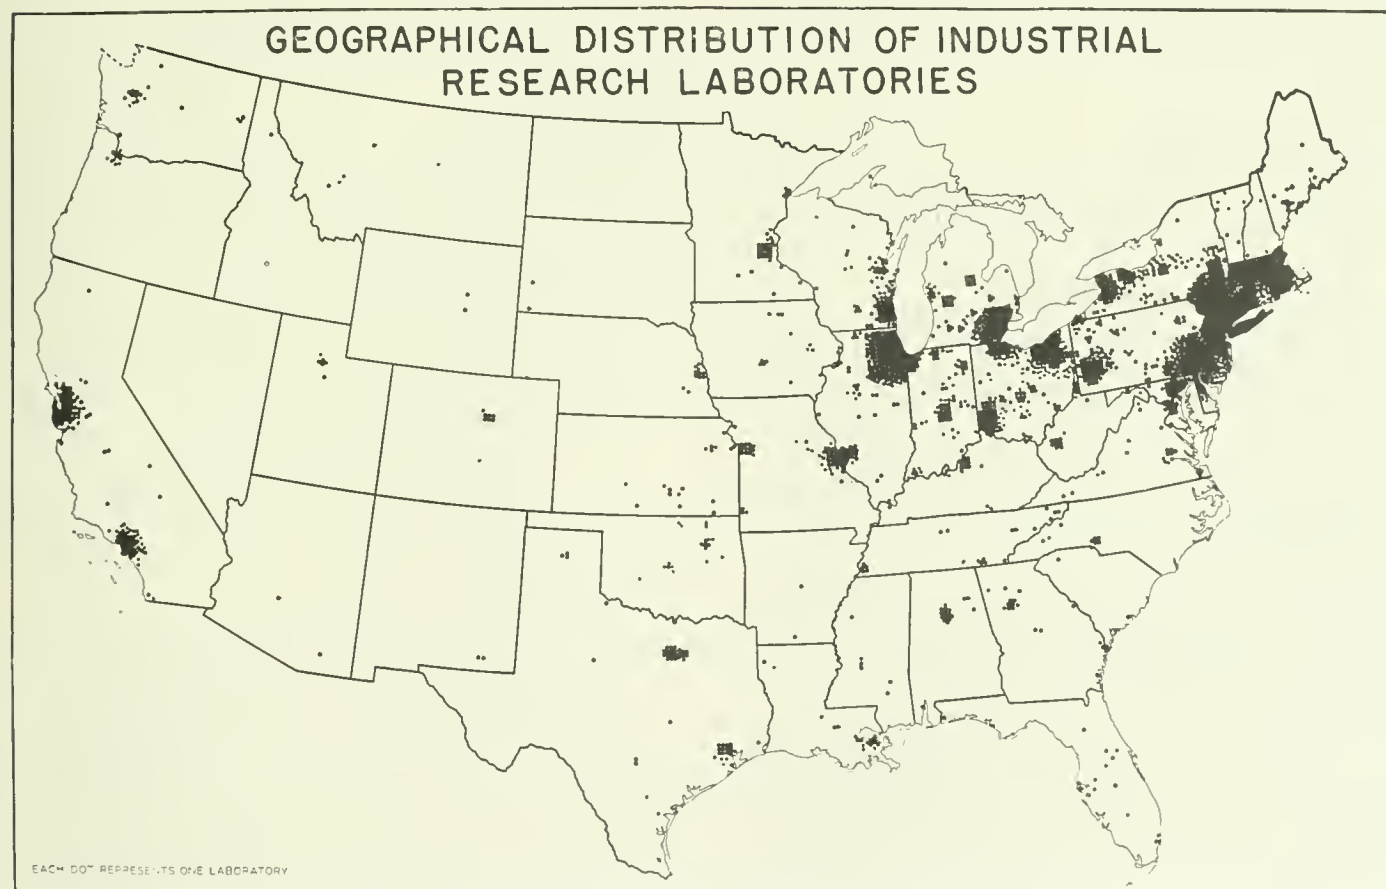 GEOGRAPHICAL DISTRIBUTION OF INDUSTRIAL
RESEARCH LABORATORIES
EACH DOT REPRESENTS ONE LABORATORY